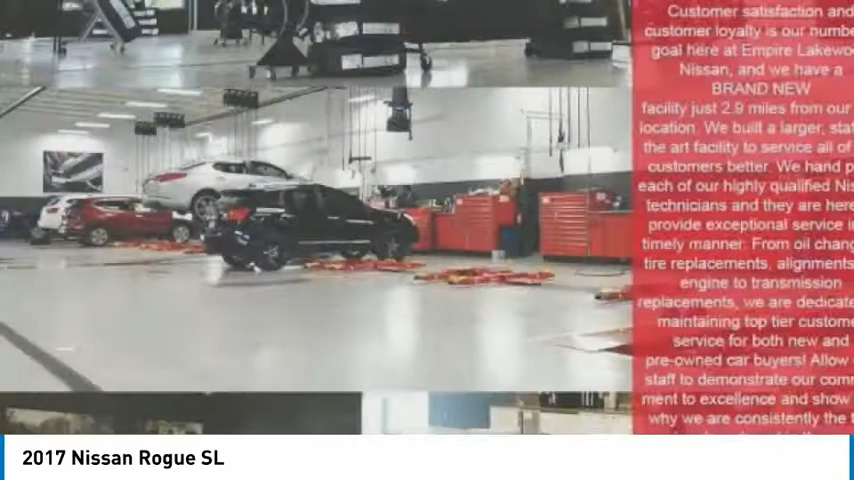 Customer satisfaction and
customer loyalty is our numbe
goal here at Empire Lakewoo
Nissan, and we have a
BRAND NEW
facility just 2.9 miles from our
location. We built a larger, stat
the art facility to service all of
customers better. We hand p
each of our highly qualified Nis
technicians and they are here
provide exceptional service in
timely manner. From oil chang
tire replacements, alignments
engine to transmission
replacements, we are dedicate
maintaining top tier custome
service for both new and
pre-owned car buyers! Allow
staff to demonstrate our comm
ment to excellence and show
why we are consistently the t
2017 Nissan Rogue SL